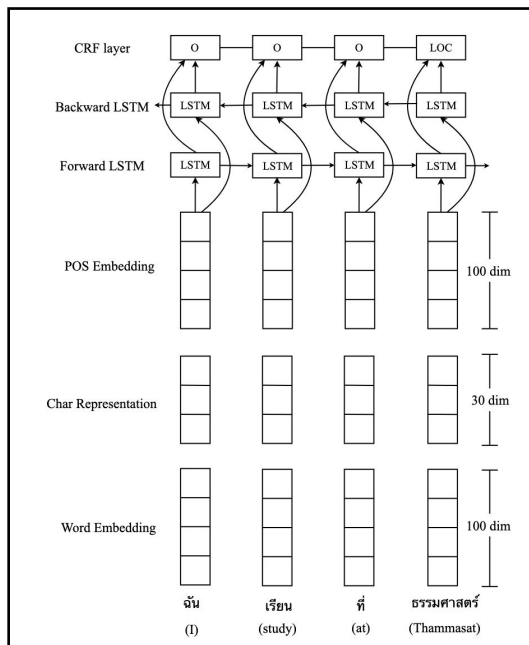 CRF layer O O O LOC
Backward LSTM LSTM LSTM LSTM LSTM
Forward LSTM LSTM LSTM LSTM LSTM
POS Embedding 100 dim
Char Representation 30 dim
Word Embedding 100 dim
ฉัน เรียน ที่ ธรรมศาสตร์
(I) (study) (at) (Thammasat)